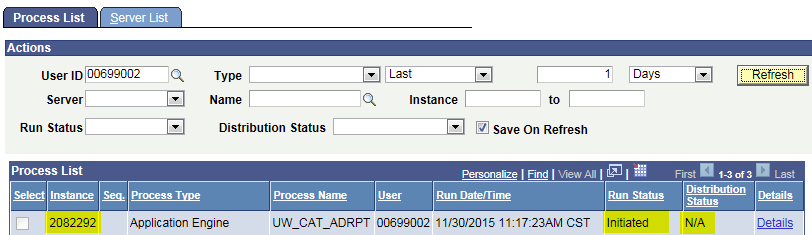 Process List Server List
Actions
User ID 00699002 Type Last 1 Days Refresh
Server Name Instance to
Run Status Distribution Status Save On Refresh
Process List Personalize | Find | View All | First 1-3 of 3 Last
Select Instance Seq. Process Type Process Name User Run Date/Time Run Status Distribution Status Details
2082292 Application Engine UW_CAT_ADRPT 00699002 11/30/2015 11:17:23AM CST Initiated N/A Details